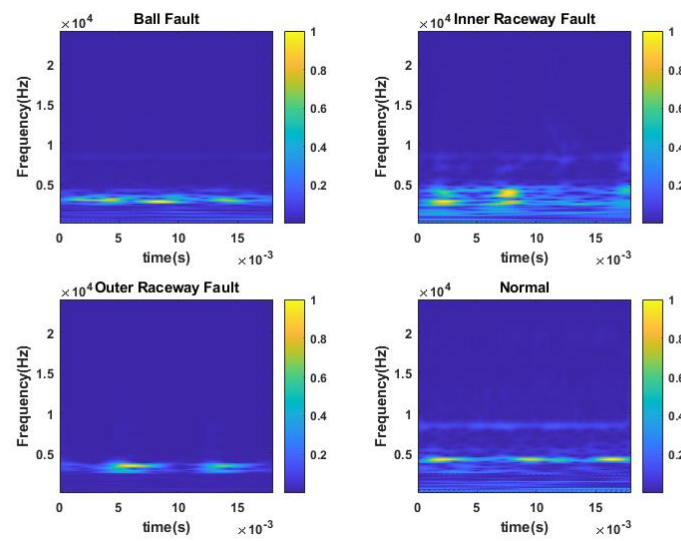 Ball Fault
×10⁴
Frequency(Hz)
2
1.5
1
0.5
0 5 10 15
time(s)
×10⁻³
1
0.8
0.6
0.4
0.2
Inner Raceway Fault
×10⁴
Frequency(Hz)
2
1.5
1
0.5
0 5 10 15
time(s)
×10⁻³
1
0.8
0.6
0.4
0.2
Outer Raceway Fault
×10⁴
Frequency(Hz)
2
1.5
1
0.5
0 5 10 15
time(s)
×10⁻³
1
0.8
0.6
0.4
0.2
Normal
×10⁴
Frequency(Hz)
2
1.5
1
0.5
0 5 10 15
time(s)
×10⁻³
1
0.8
0.6
0.4
0.2